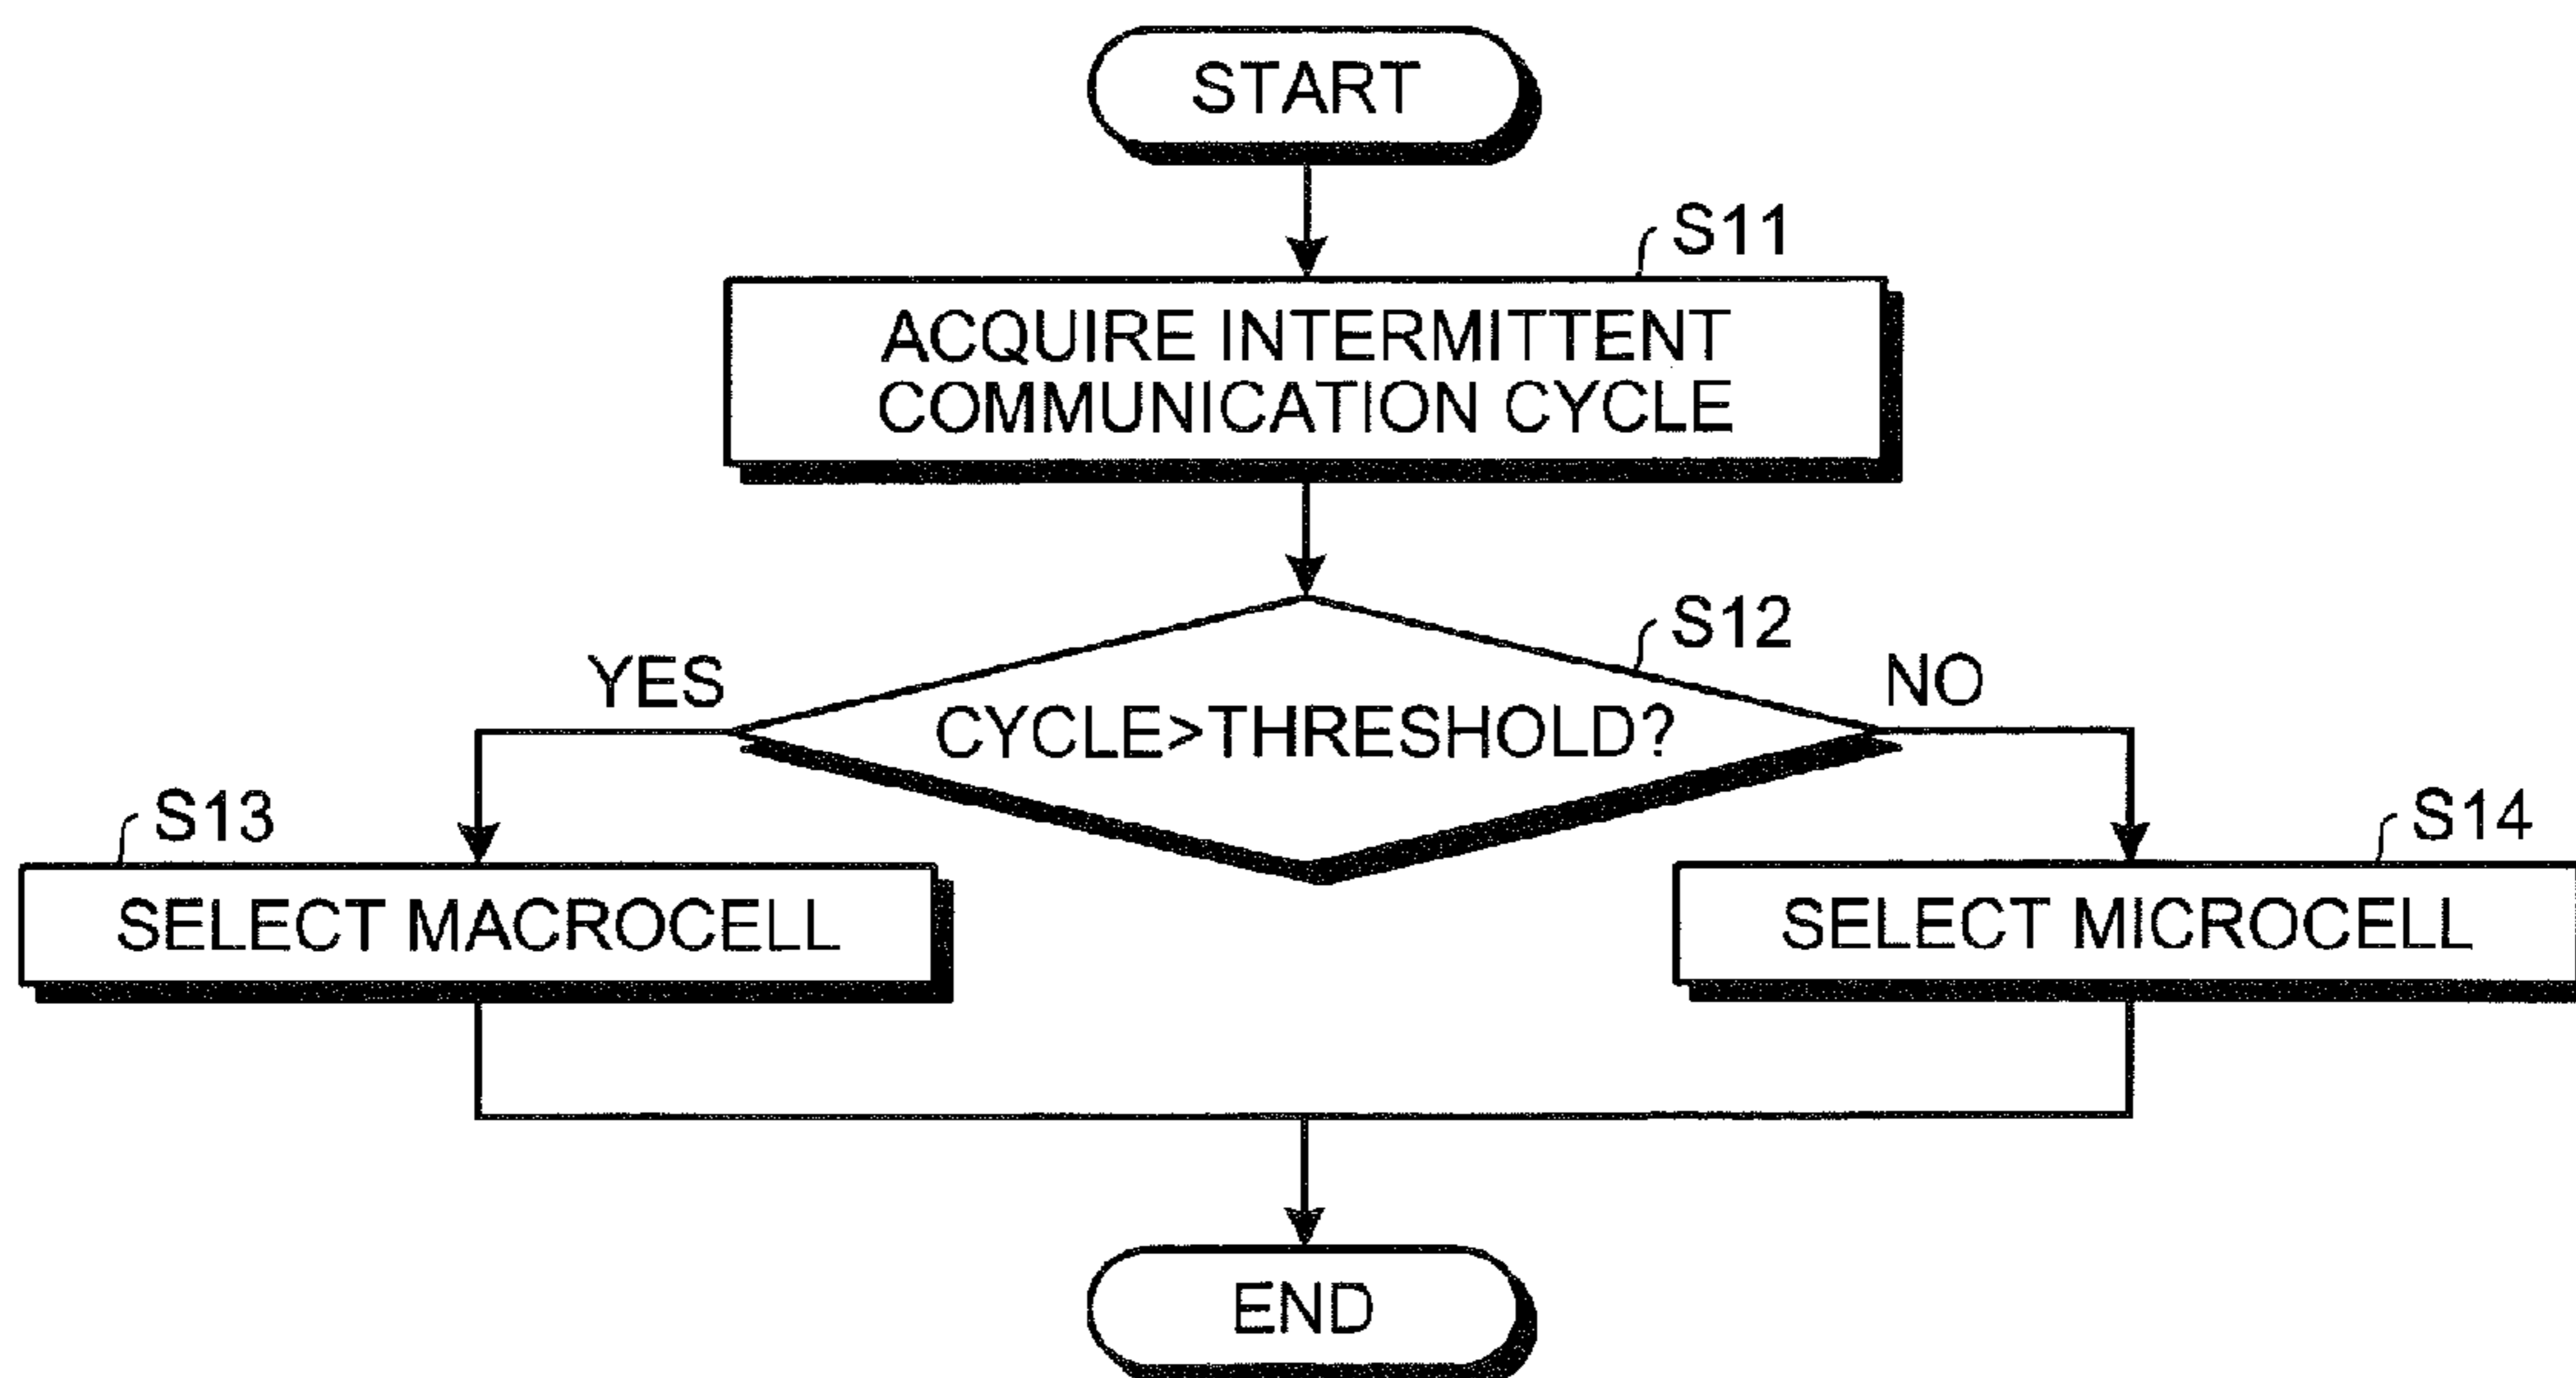 START
S11
ACQUIRE INTERMITTENT
COMMUNICATION CYCLE
S12
YES
CYCLE>THRESHOLD?
NO
S13
SELECT MACROCELL
S14
SELECT MICROCELL
END